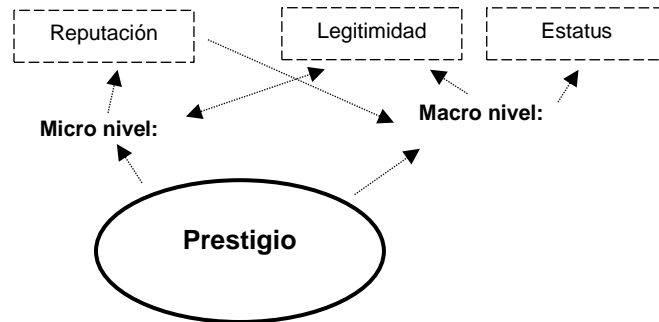 Reputación
Legitimidad
Estatus
Micro nivel:
Macro nivel:
Prestigio